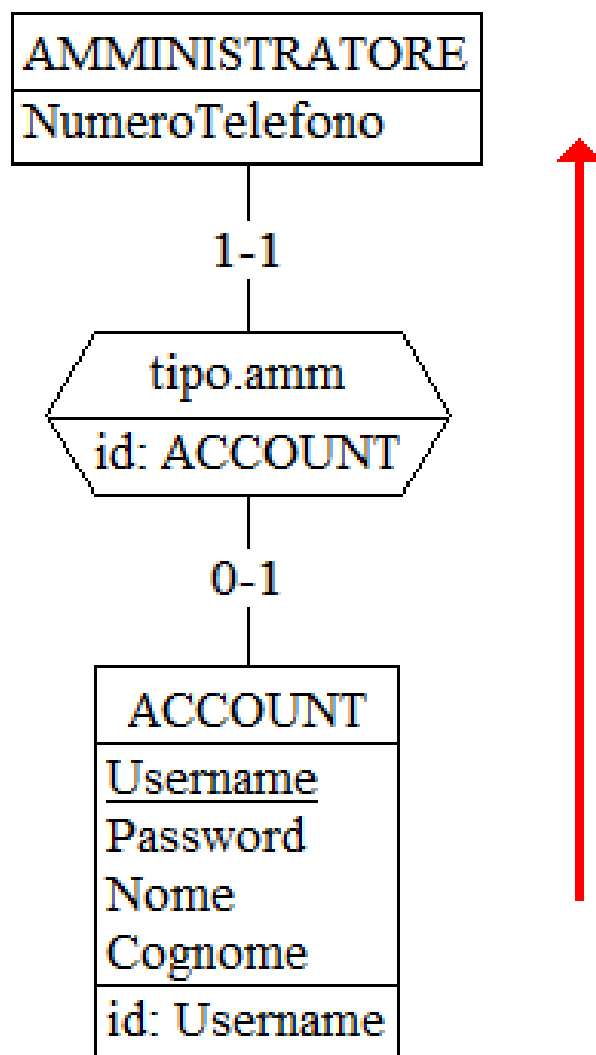 AMMINISTRATORE
NumeroTelefono
1-1
tipo.amm
id: ACCOUNT
0-1
ACCOUNT
Username
Password
Nome
Cognome
id: Username